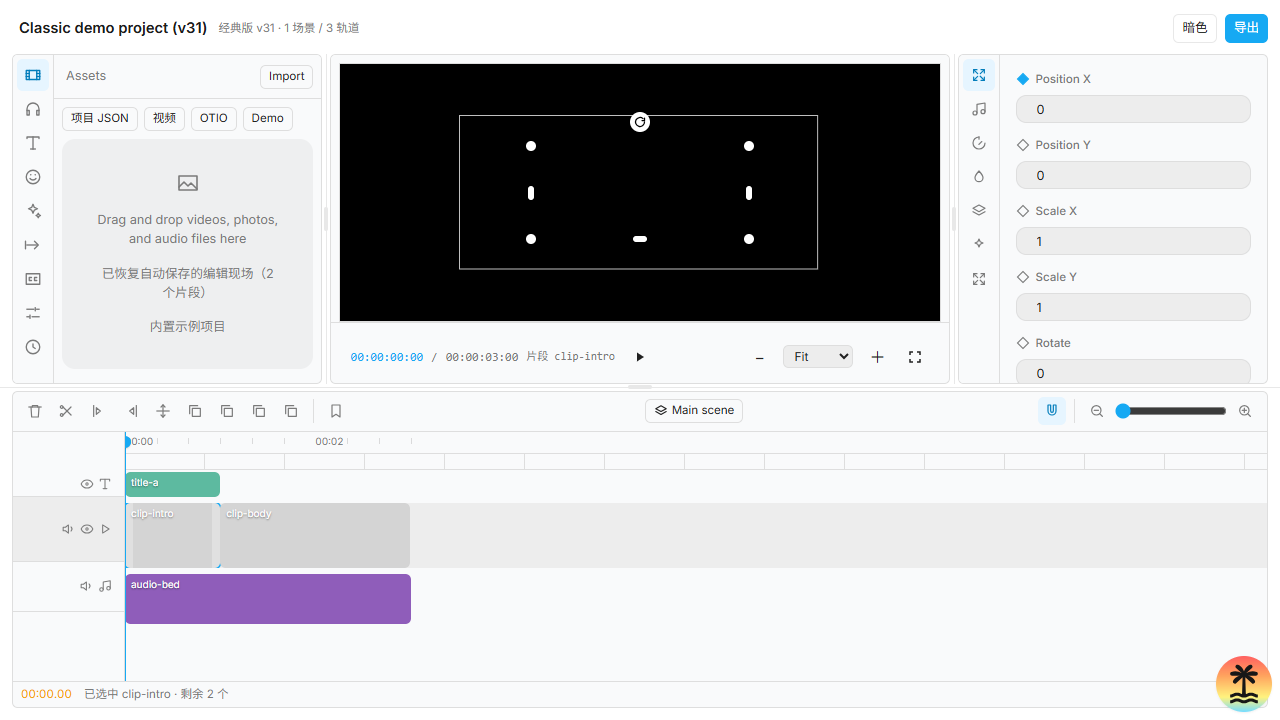 Classic demo project (v31) 经典版 v31 · 1 场景 / 3 轨道 暗色 导出
Assets Import
项目 JSON 视频 OTIO Demo
Drag and drop videos, photos,
and audio files here
已恢复自动保存的编辑现场（2
个片段）
内置示例项目
00:00:00:00 / 00:00:03:00 片段 clip-intro
Fit
Position X
0
Position Y
0
Scale X
1
Scale Y
1
Rotate
0
Main scene
0:00 00:02
title-a
clip-intro clip-body
audio-bed
00:00.00 已选中 clip-intro · 剩余 2 个